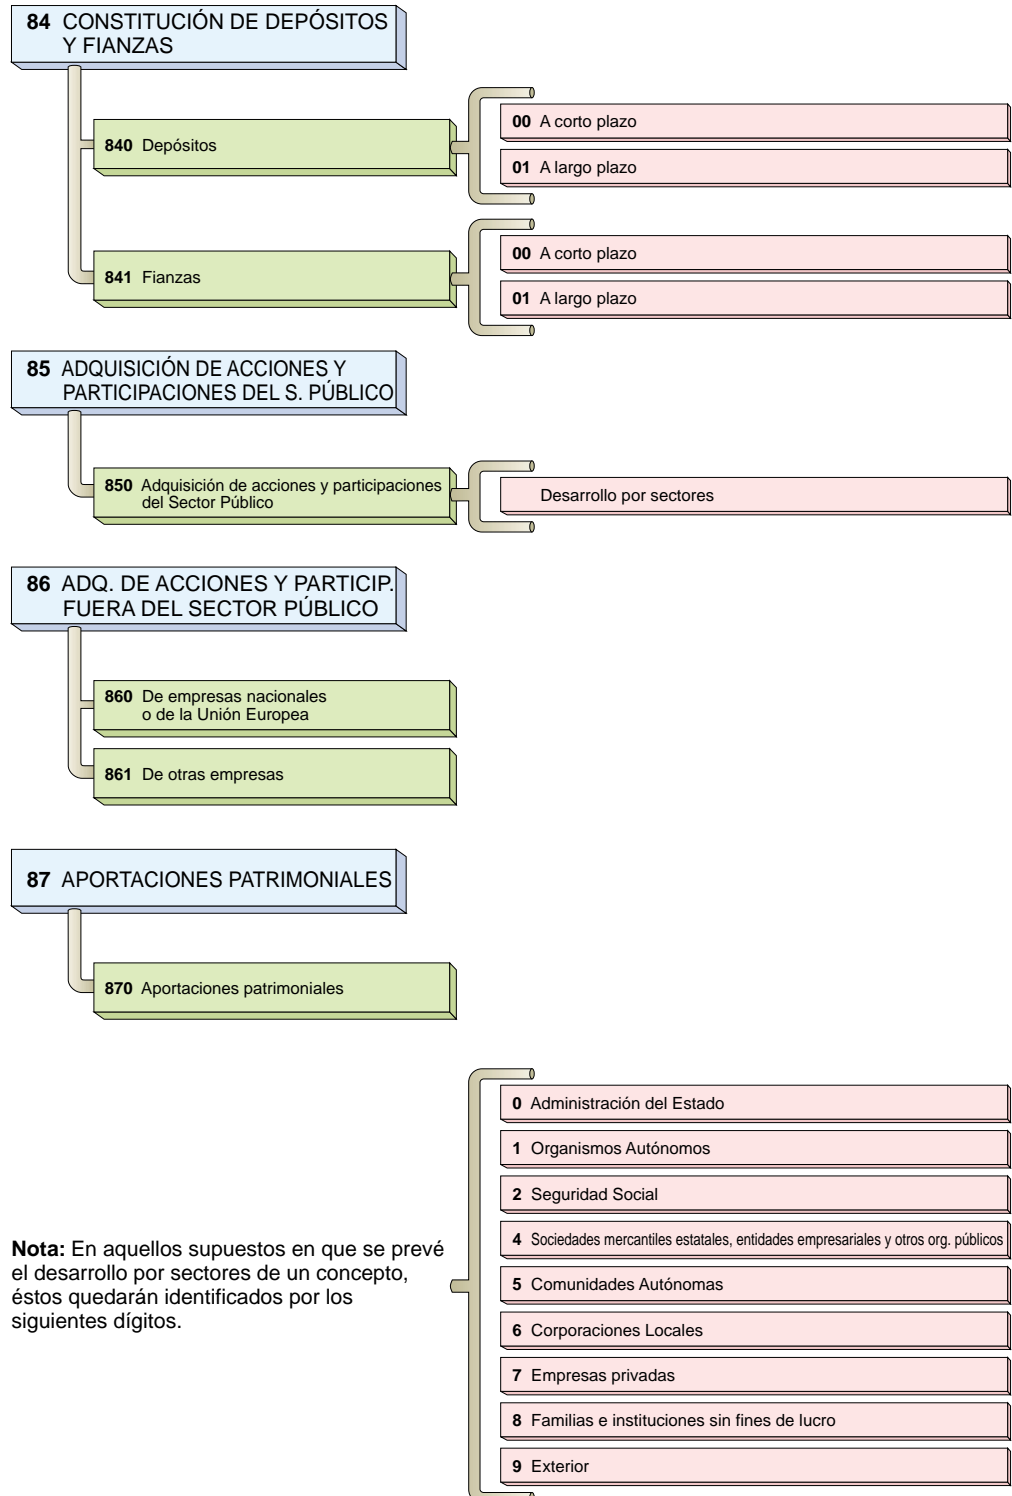 84 CONSTITUCIÓN DE DEPÓSITOS
Y FIANZAS
840 Depósitos
00 A corto plazo
01 A largo plazo
841 Fianzas
00 A corto plazo
01 A largo plazo
85 ADQUISICIÓN DE ACCIONES Y
PARTICIPACIONES DEL S. PÚBLICO
850 Adquisición de acciones y participaciones
del Sector Público
Desarrollo por sectores
86 ADQ. DE ACCIONES Y PARTICIP.
FUERA DEL SECTOR PÚBLICO
860 De empresas nacionales
o de la Unión Europea
861 De otras empresas
87 APORTACIONES PATRIMONIALES
870 Aportaciones patrimoniales
Nota: En aquellos supuestos en que se prevé
el desarrollo por sectores de un concepto,
éstos quedarán identificados por los
siguientes dígitos.
0 Administración del Estado
1 Organismos Autónomos
2 Seguridad Social
4 Sociedades mercantiles estatales, entidades empresariales y otros org. públicos
5 Comunidades Autónomas
6 Corporaciones Locales
7 Empresas privadas
8 Familias e instituciones sin fines de lucro
9 Exterior